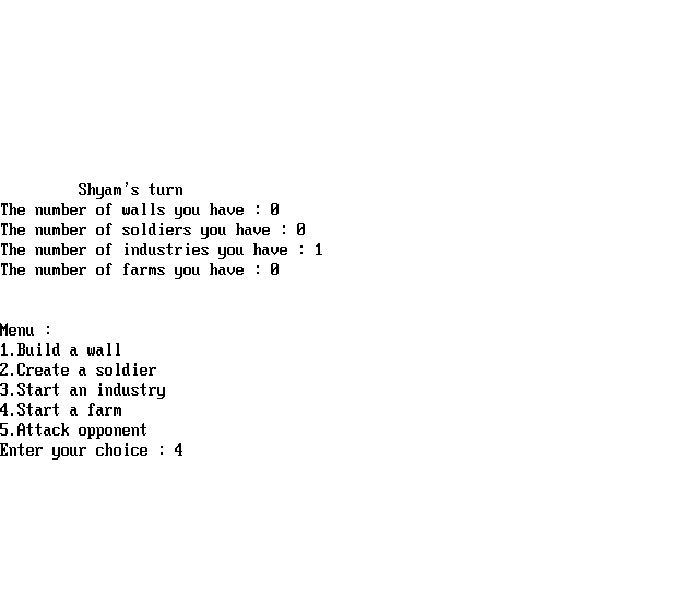 Shyam's turn
The number of walls you have : 0
The number of soldiers you have : 0
The number of industries you have : 1
The number of farms you have : 0
Menu :
1.Build a wall
2.Create a soldier
3.Start an industry
4.Start a farm
5.Attack opponent
Enter your choice : 4